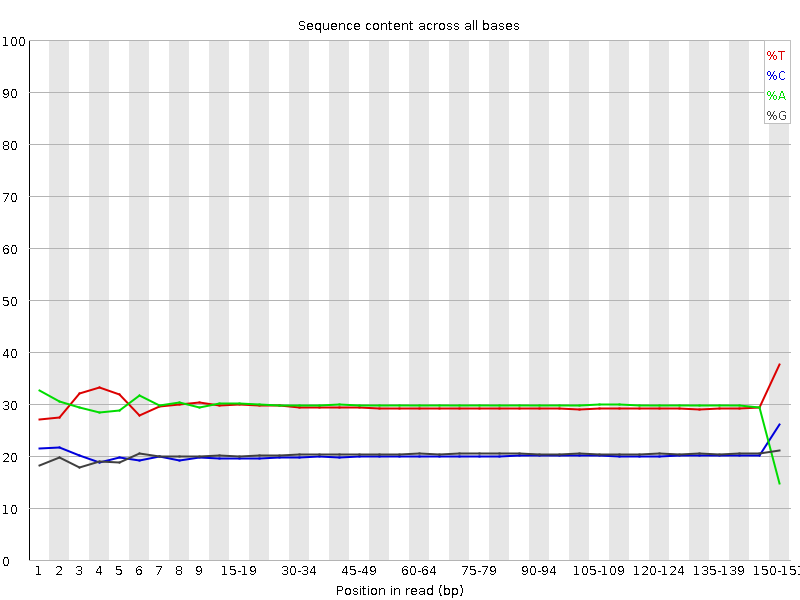 Sequence content across all bases
100
90
80
70
60
50
40
30
20
10
0
%T
%C
%A
%G
1 2 3 4 5 6 7 8 9 15-19 30-34 45-49 60-64 75-79 90-94 105-109 120-124 135-139 150-151
Position in read (bp)